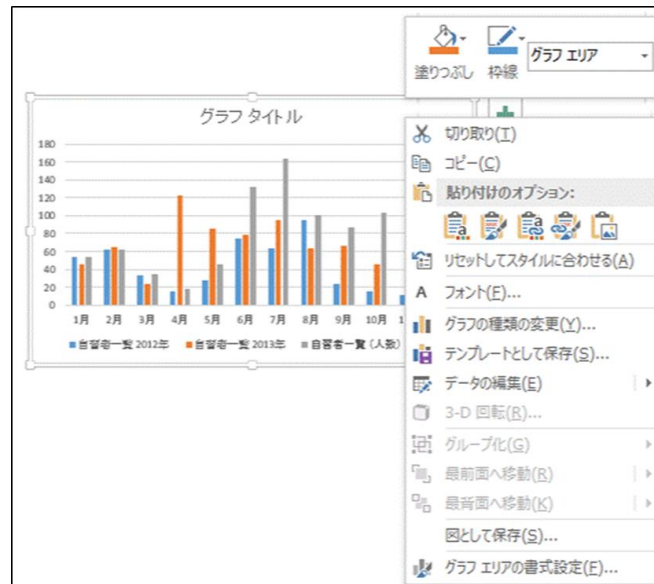 塗りつぶし 枠線 グラフ エリア
グラフ タイトル
180
160
140
120
100
80
60
40
20
0
1月 2月 3月 4月 5月 6月 7月 8月 9月 10月 1
自習者一覧 2012年 自習者一覧 2013年 自習者一覧 (人数)
切り取り(T)
コピー(C)
貼り付けのオプション:
リセットしてスタイルに合わせる(A)
A フォント(F)...
グラフの種類の変更(Y)...
テンプレートとして保存(S)...
データの編集(E)
3-D 回転(R)...
グループ化(G)
最前面へ移動(R)
最背面へ移動(K)
図として保存(S)...
グラフ エリアの書式設定(F)...